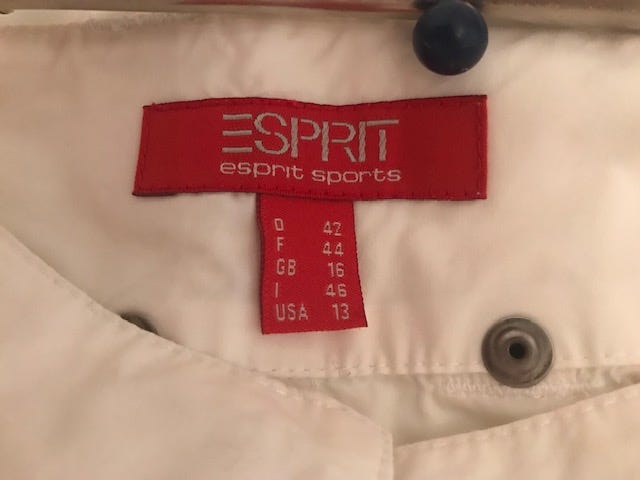 ESPRIT
esprit sports
D 42
F 44
GB 16
I 46
USA 13